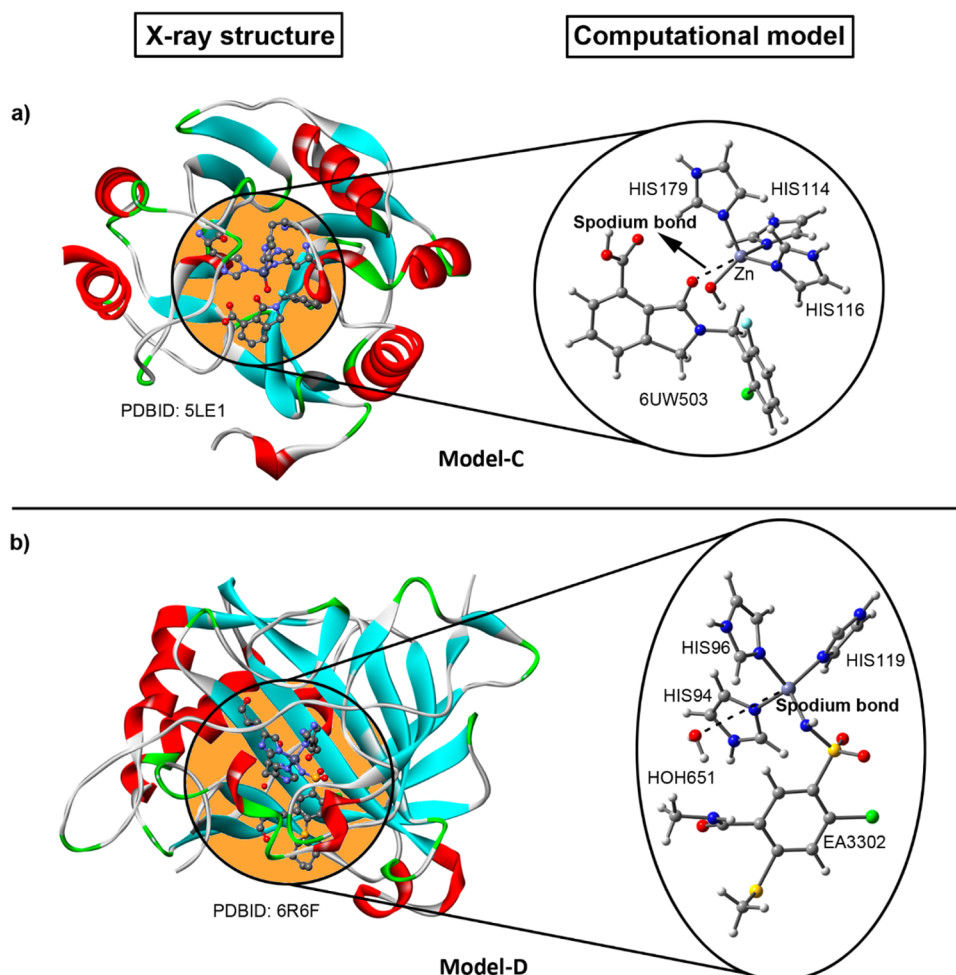 X-ray structure
Computational model
a)
HIS179
HIS114
Spodium bond
Zn
HIS116
6UW503
PDBID: 5LE1
Model-C
b)
HIS96
HIS119
HIS94
Spodium bond
HOH651
EA3302
PDBID: 6R6F
Model-D